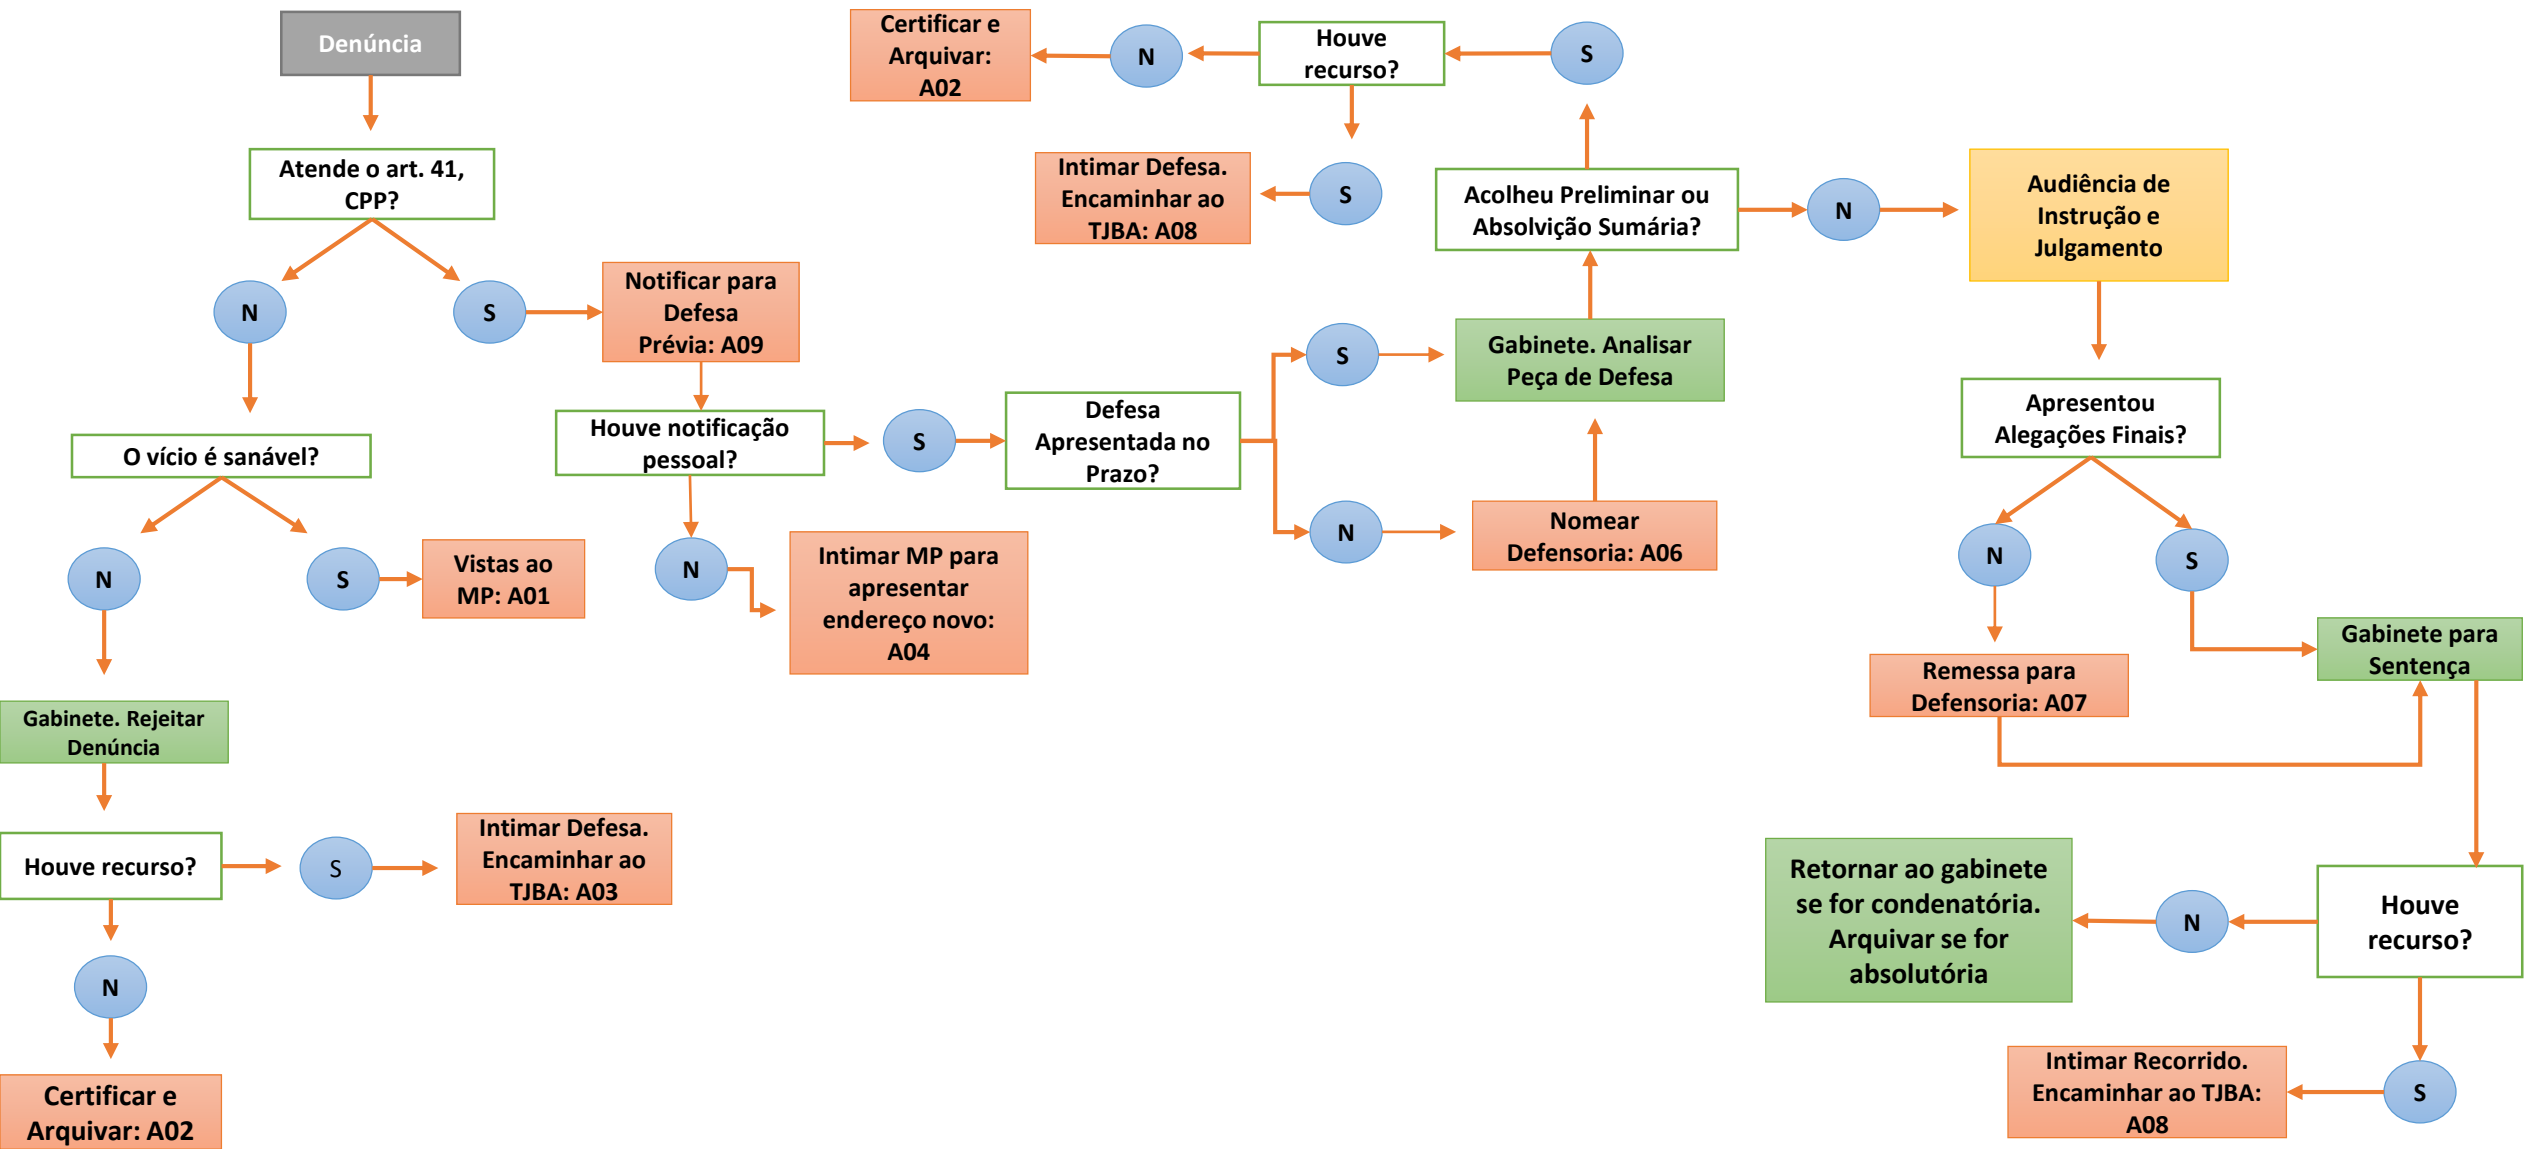 Denúncia
Atende o art. 41,
CPP?
N
S
Notificar para
Defesa
Prévia: A09
O vício é sanável?
N
S
Vistas ao
MP: A01
Gabinete. Rejeitar
Denúncia
Houve recurso?
S
Intimar Defesa.
Encaminhar ao
TJBA: A03
N
Certificar e
Arquivar: A02
Houve notificação
pessoal?
N
Intimar MP para
apresentar
endereço novo:
A04
S
Defesa
Apresentada no
Prazo?
S
N
Nomear
Defensoria: A06
Gabinete. Analisar
Peça de Defesa
Acolheu Preliminar ou
Absolvição Sumária?
S
Houve
recurso?
N
Certificar e
Arquivar:
A02
S
Intimar Defesa.
Encaminhar ao
TJBA: A08
N
Audiência de
Instrução e
Julgamento
Apresentou
Alegações Finais?
N
S
Remessa para
Defensoria: A07
Gabinete para
Sentença
Houve
recurso?
N
Retornar ao gabinete
se for condenatória.
Arquivar se for
absolutória
S
Intimar Recorrido.
Encaminhar ao TJBA:
A08